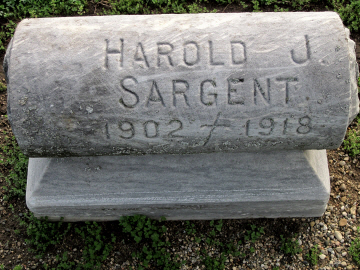 HAROLD J.
SARGENT.
1902 - 1918